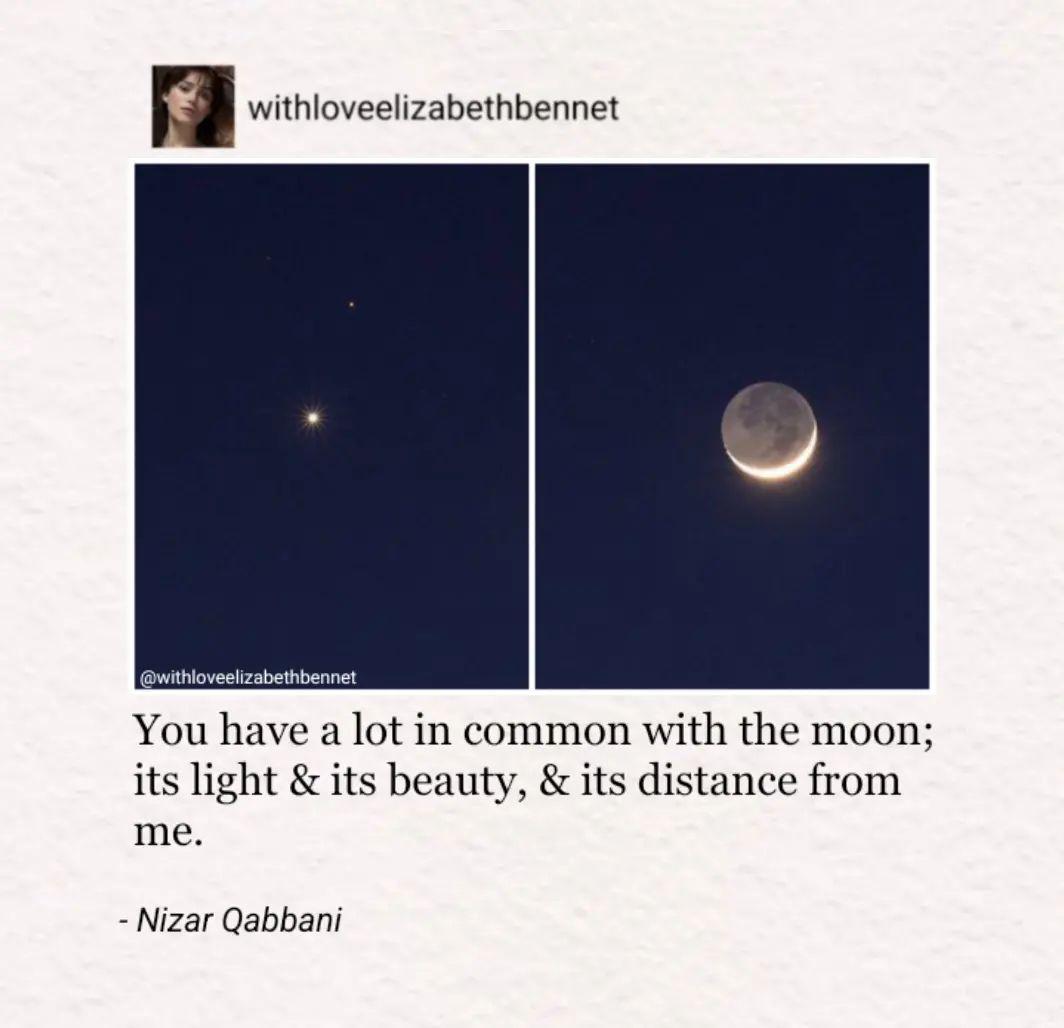 withloveelizabethbennet
@withloveelizabethbennet
You have a lot in common with the moon;
its light & its beauty, & its distance from
me.
- Nizar Qabbani